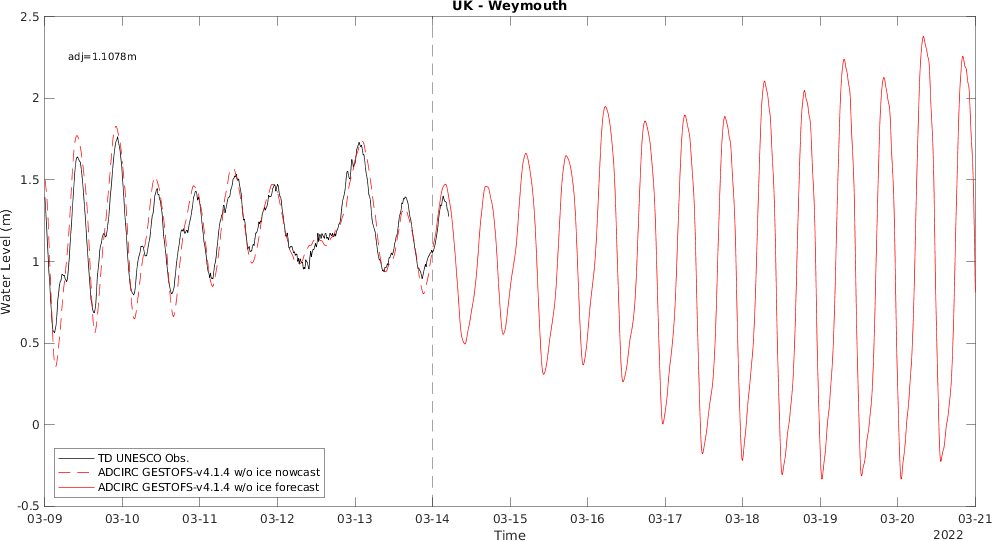 UK - Weymouth
2.5
adj=1.1078m
2
1.5
1
0.5
0
-0.5
Water Level (m)
TD UNESCO Obs.
ADCIRC GESTOFS-v4.1.4 w/o ice nowcast
ADCIRC GESTOFS-v4.1.4 w/o ice forecast
03-09 03-10 03-11 03-12 03-13 03-14 03-15 03-16 03-17 03-18 03-19 03-20 03-21
Time
2022